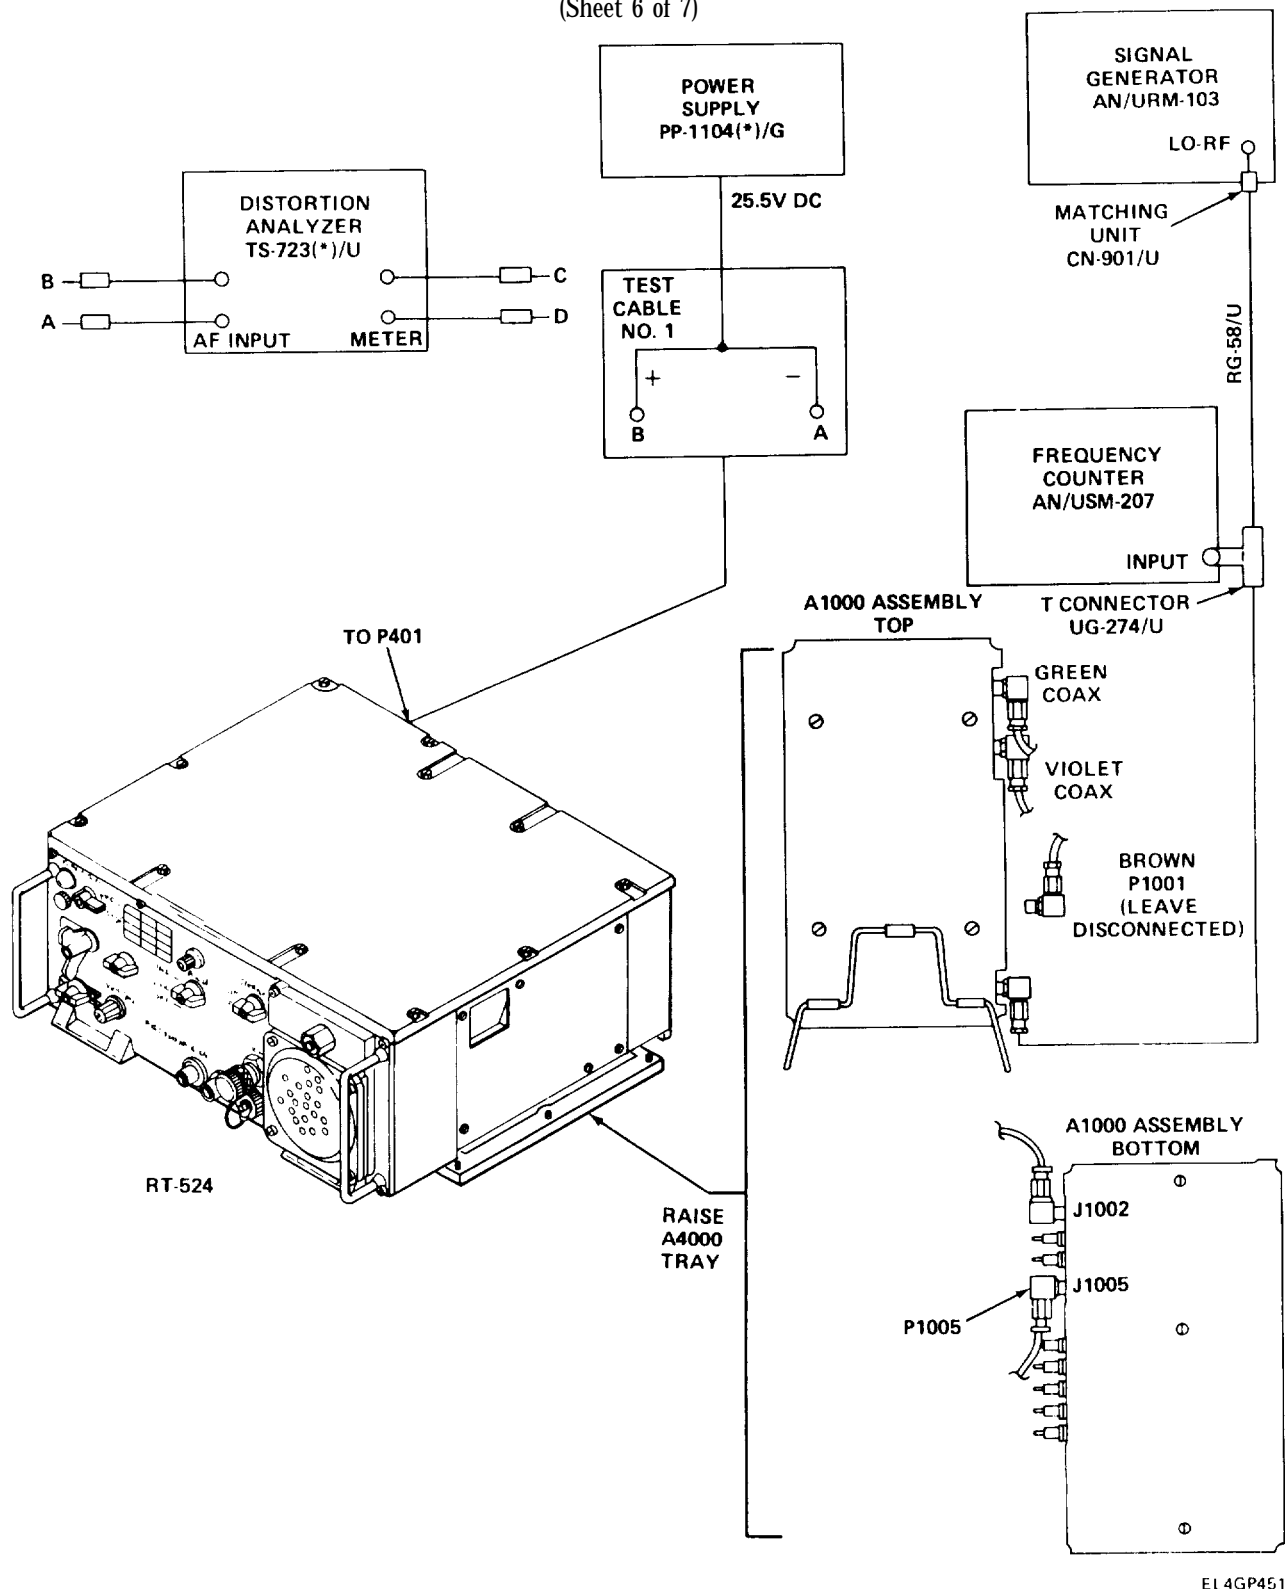 (Sheet 6 of 7)
POWER
SUPPLY
PP-1104(*)/G
25.5V DC
SIGNAL
GENERATOR
AN/URM-103
LO-RF
MATCHING
UNIT
CN-901/U
RG-58/U
DISTORTION
ANALYZER
TS-723(*)/U
B
A
AF INPUT
METER
C
D
TEST
CABLE
NO. 1
+
−
B
A
FREQUENCY
COUNTER
AN/USM-207
INPUT
T CONNECTOR
UG-274/U
TO P401
A1000 ASSEMBLY
TOP
GREEN
COAX
VIOLET
COAX
BROWN
P1001
(LEAVE
DISCONNECTED)
RT-524
RAISE
A4000
TRAY
A1000 ASSEMBLY
BOTTOM
J1002
J1005
P1005
EL4GP451